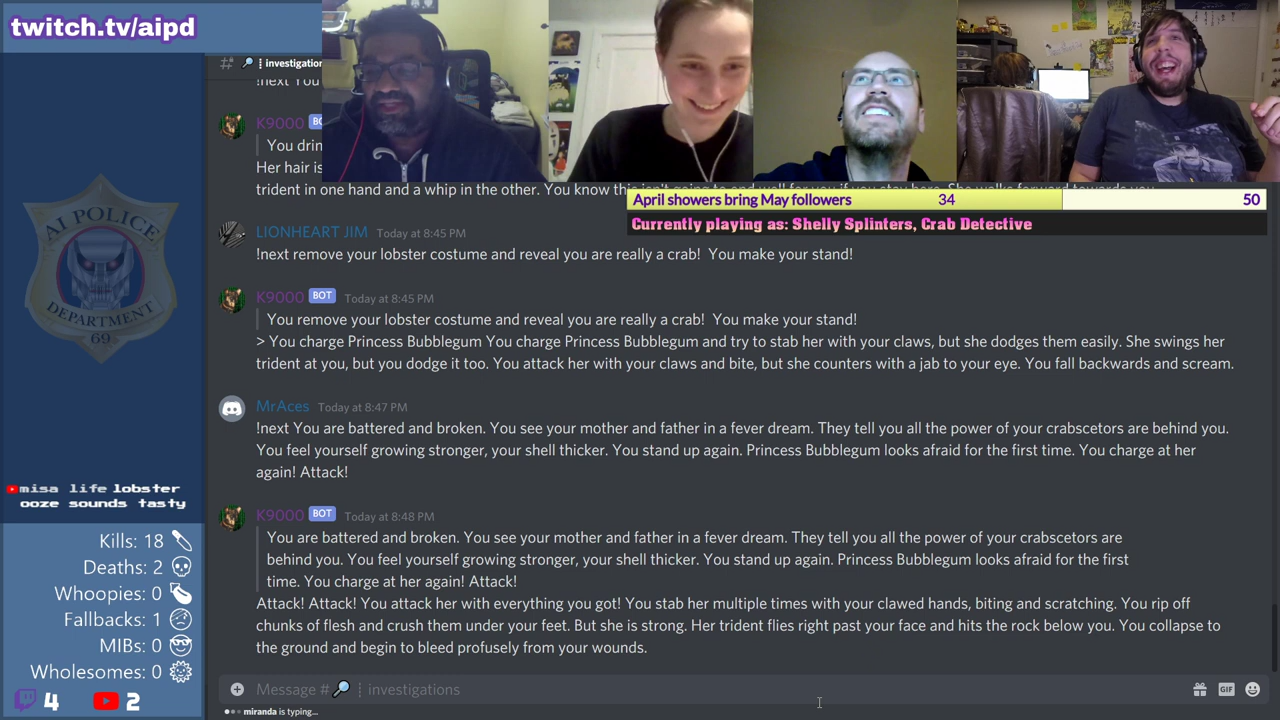 twitch.tv/aipd
# investigation
!next You
K9000 BOT
You drin
Her hair is
trident in one hand and a whip in the other. You know this isn't going to end well for you if you stay here. She walks forward towards you.
April showers bring May followers 34 50
Currently playing as: Shelly Splinters, Crab Detective
LIONHEART JIM Today at 8:45 PM
!next remove your lobster costume and reveal you are really a crab! You make your stand!
K9000 BOT Today at 8:45 PM
You remove your lobster costume and reveal you are really a crab! You make your stand!
> You charge Princess Bubblegum You charge Princess Bubblegum and try to stab her with your claws, but she dodges them easily. She swings her
trident at you, but you dodge it too. You attack her with your claws and bite, but she counters with a jab to your eye. You fall backwards and scream.
MrAces Today at 8:47 PM
!next You are battered and broken. You see your mother and father in a fever dream. They tell you all the power of your crabscetors are behind you.
You feel yourself growing stronger, your shell thicker. You stand up again. Princess Bubblegum looks afraid for the first time. You charge at her
again! Attack!
K9000 BOT Today at 8:48 PM
You are battered and broken. You see your mother and father in a fever dream. They tell you all the power of your crabscetors are
behind you. You feel yourself growing stronger, your shell thicker. You stand up again. Princess Bubblegum looks afraid for the first
time. You charge at her again! Attack!
Attack! Attack! You attack her with everything you got! You stab her multiple times with your clawed hands, biting and scratching. You rip off
chunks of flesh and crush them under your feet. But she is strong. Her trident flies right past your face and hits the rock below you. You collapse to
the ground and begin to bleed profusely from your wounds.
Message # investigations
GIF
miranda is typing...
AI POLICE
DEPARTMENT
69
misa life lobster
ooze sounds tasty
Kills: 18
Deaths: 2
Whoopies: 0
Fallbacks: 1
MIBs: 0
Wholesomes: 0
4 2